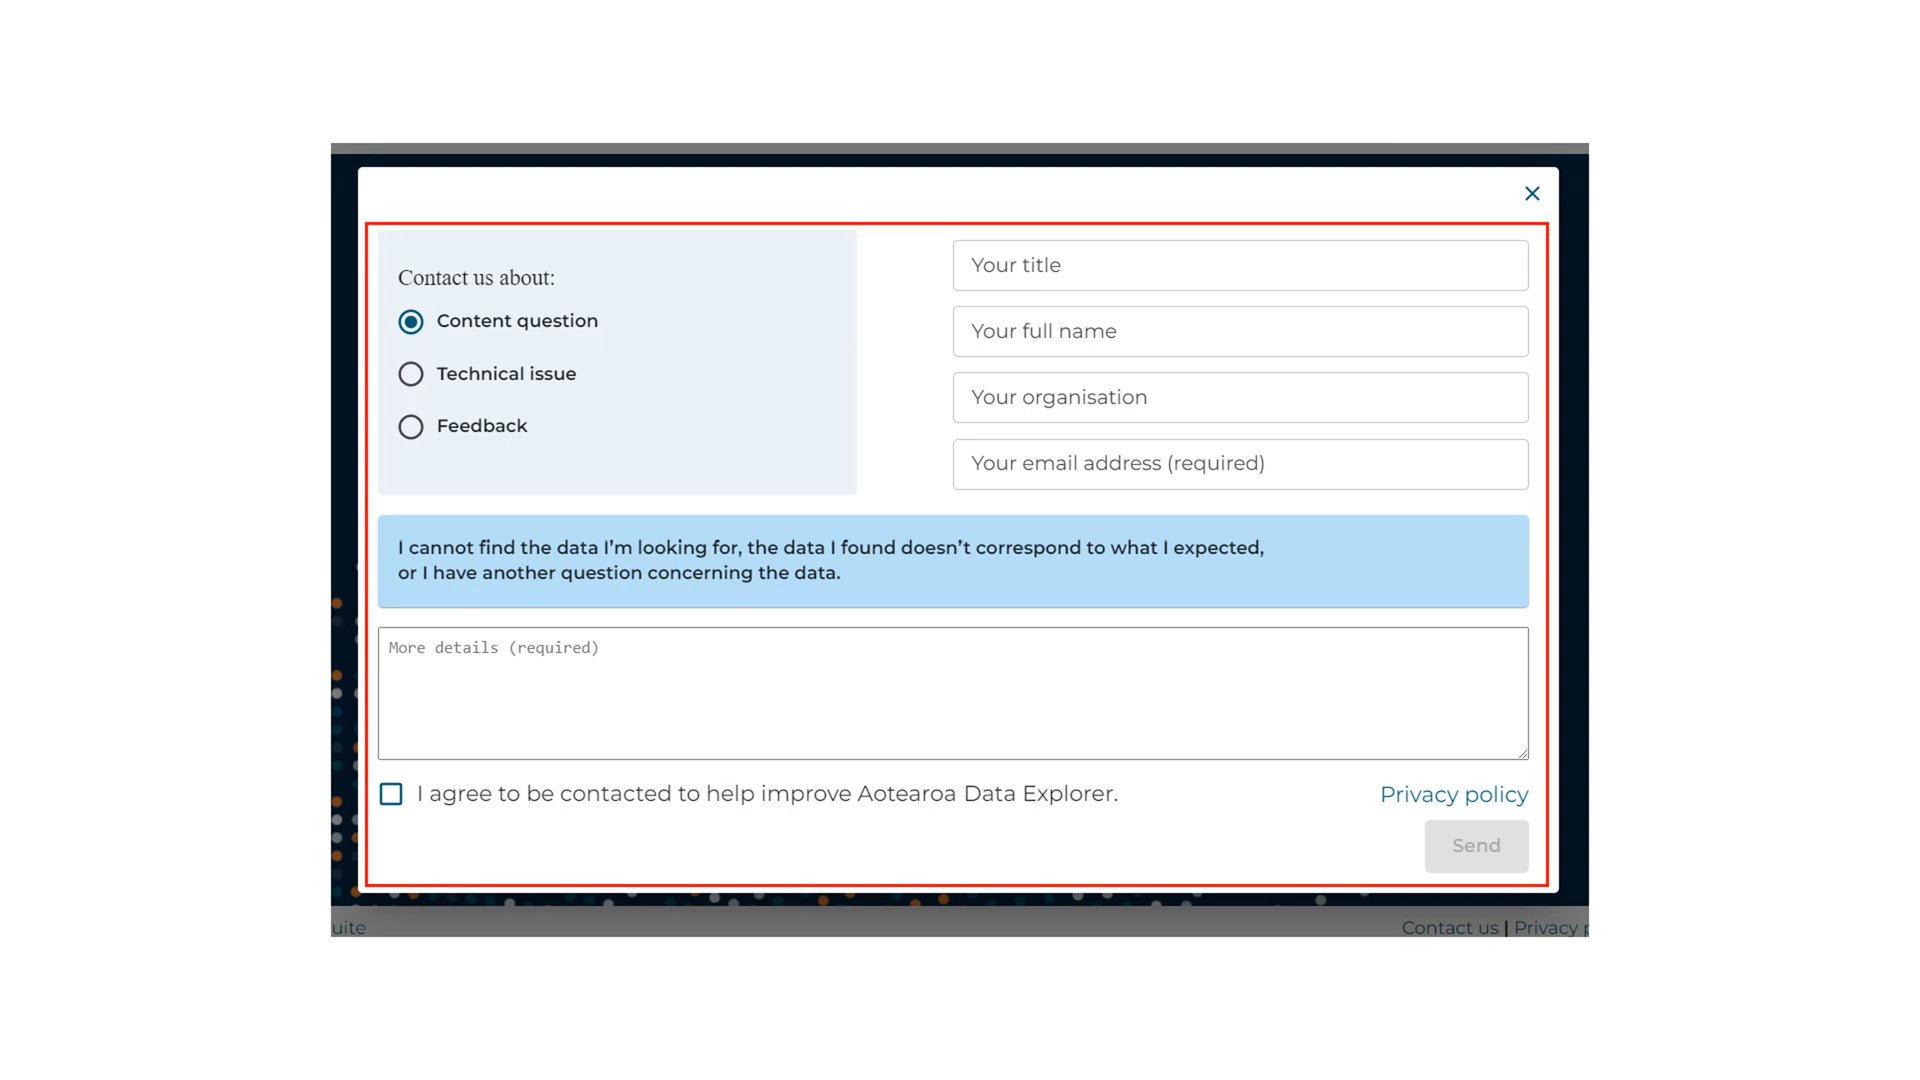 Contact us about:
Content question
Technical issue
Feedback
Your title
Your full name
Your organisation
Your email address (required)
I cannot find the data I’m looking for, the data I found doesn’t correspond to what I expected,
or I have another question concerning the data.
More details (required)
I agree to be contacted to help improve Aotearoa Data Explorer.
Privacy policy
Send
uite
Contact us | Privacy p